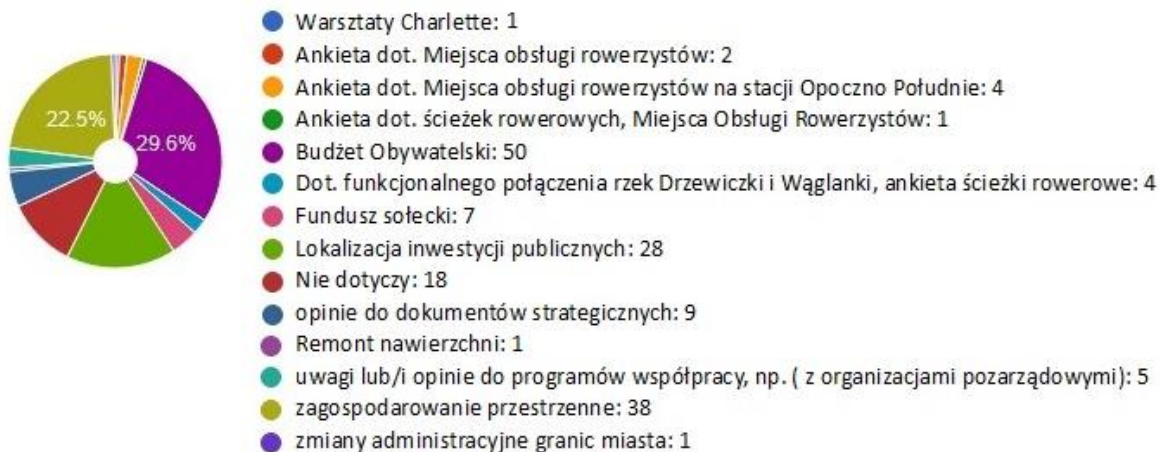 22.5%
29.6%
Warsztaty Charlette: 1
Ankieta dot. Miejsca obsługi rowerzystów: 2
Ankieta dot. Miejsca obsługi rowerzystów na stacji Opoczno Południe: 4
Ankieta dot. ścieżek rowerowych, Miejsca Obsługi Rowerzystów: 1
Budżet Obywatelski: 50
Dot. funkcjonalnego połączenia rzek Drzewiczki i Wąglanki, ankieta ścieżki rowerowe: 4
Fundusz sołecki: 7
Lokalizacja inwestycji publicznych: 28
Nie dotyczy: 18
opinie do dokumentów strategicznych: 9
Remont nawierzchni: 1
uwagi lub/i opinie do programów współpracy, np. ( z organizacjami pozarządowymi): 5
zagospodarowanie przestrzenne: 38
zmiany administracyjne granic miasta: 1